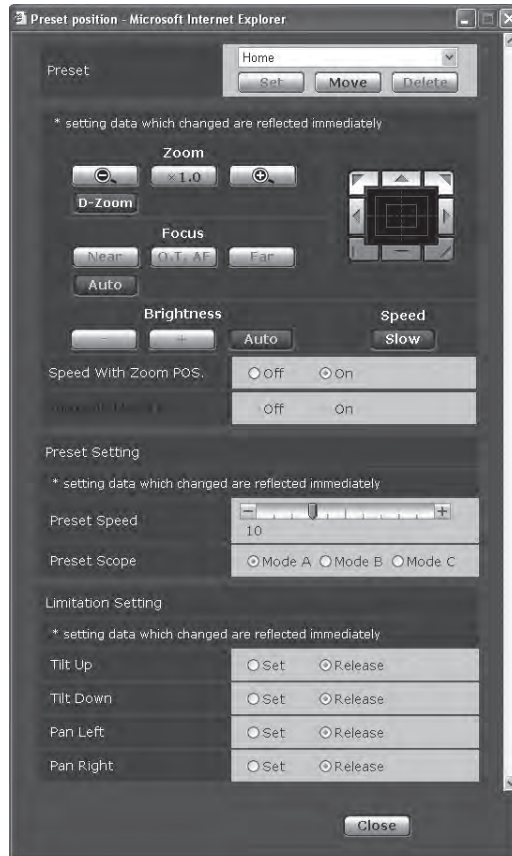 Preset position - Microsoft Internet Explorer
Preset
Home
Set Move Delete
* setting data which changed are reflected immediately
Zoom
×1.0
D-Zoom
Focus
Near O.T. AF Far
Auto
Brightness Speed
- + Auto Slow
Speed With Zoom POS. Off On
Off On
Preset Setting
* setting data which changed are reflected immediately
Preset Speed
10
Preset Scope Mode A Mode B Mode C
Limitation Setting
* setting data which changed are reflected immediately
Tilt Up Set Release
Tilt Down Set Release
Pan Left Set Release
Pan Right Set Release
Close